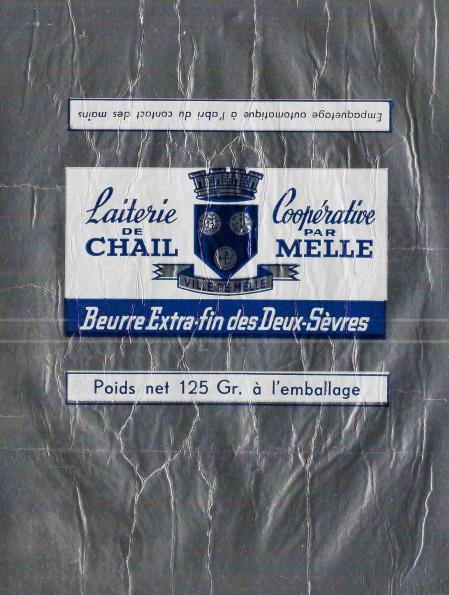 Empaquetage automatique à l'abri du contact des mains
Laiterie Coopérative
DE PAR
CHAIL MELLE
VILLE DE MELLE
Beurre Extra-fin des Deux-Sèvres
Poids net 125 Gr. à l'emballage